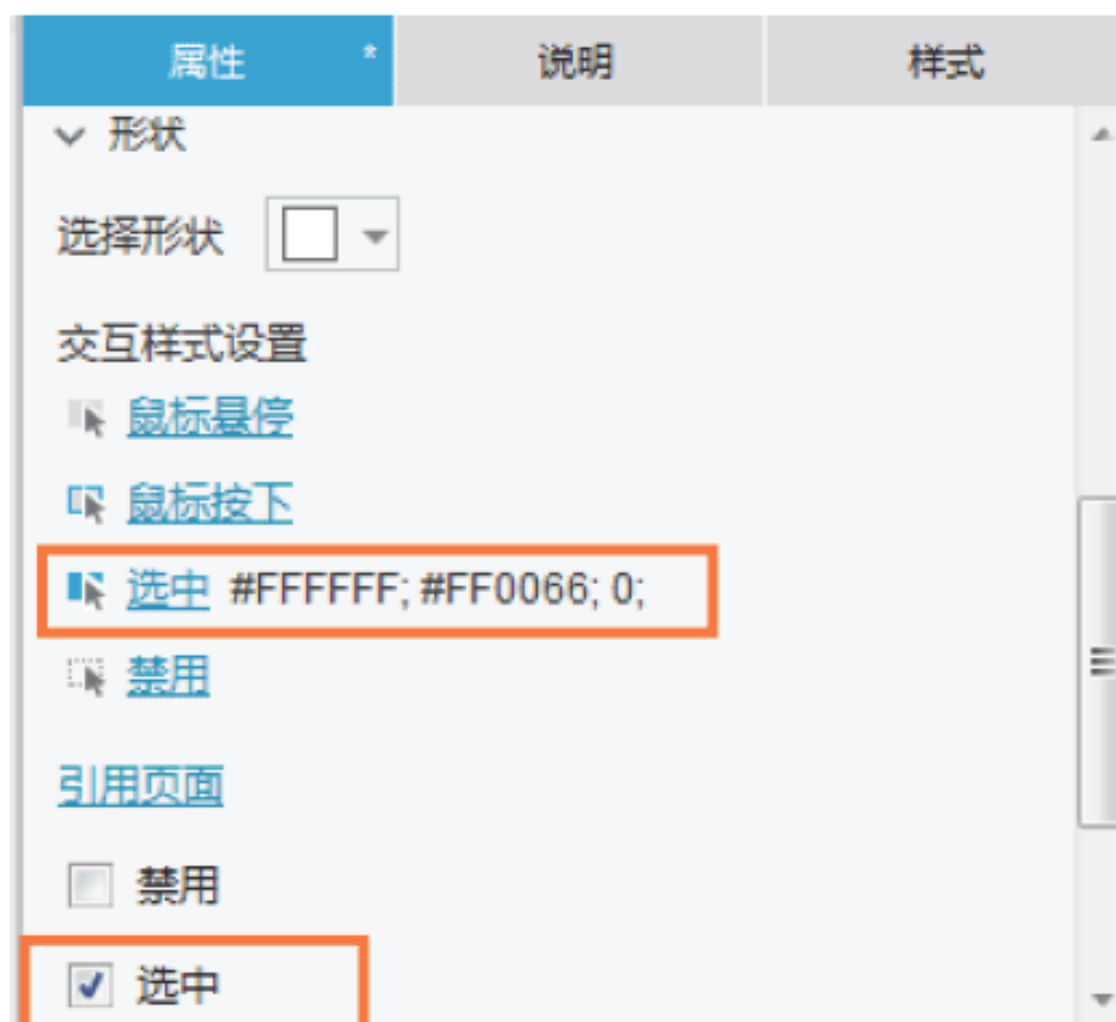 属性 * 说明 样式
形状
选择形状
交互样式设置
鼠标悬停
鼠标按下
选中 #FFFFFF; #FF0066; 0;
禁用
引用页面
禁用
选中